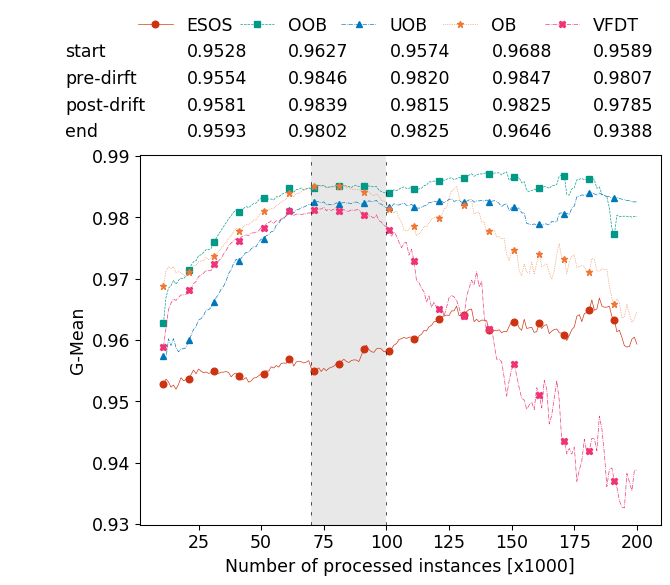 ESOS OOB UOB OB VFDT
start 0.9528 0.9627 0.9574 0.9688 0.9589
pre-dirft 0.9554 0.9846 0.9820 0.9847 0.9807
post-drift 0.9581 0.9839 0.9815 0.9825 0.9785
end 0.9593 0.9802 0.9825 0.9646 0.9388
0.99
0.98
0.97
0.96
0.95
0.94
0.93
G-Mean
25 50 75 100 125 150 175 200
Number of processed instances [x1000]